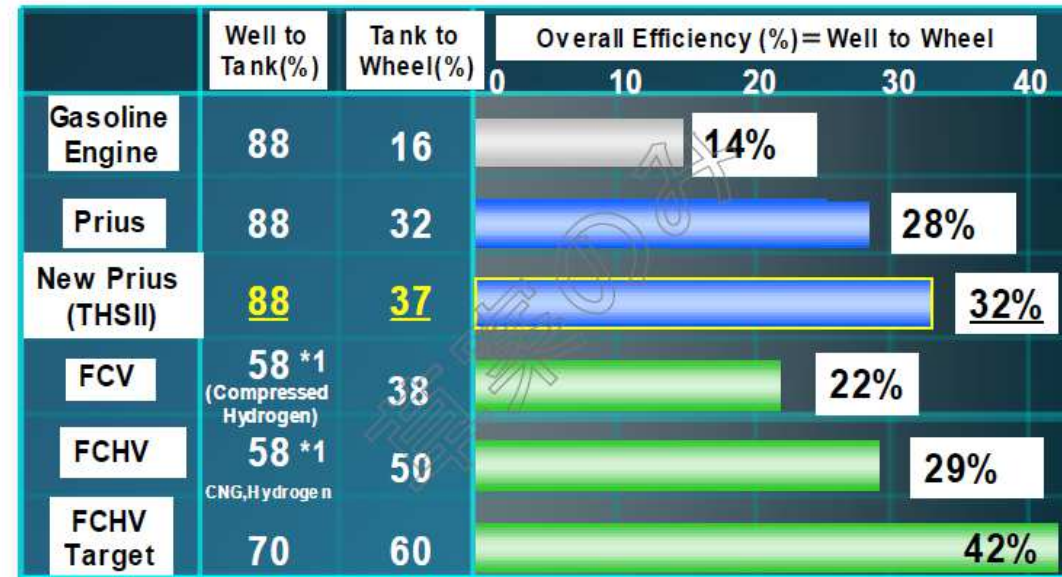 Well to Tank(%)
Tank to Wheel(%)
Overall Efficiency (%)=Well to Wheel
0 10 20 30 40
Gasoline Engine 88 16 14%
Prius 88 32 28%
New Prius (THSII) 88 37 32%
FCV 58 *1 (Compressed Hydrogen) 38 22%
FCHV 58 *1 CNG,Hydrogen 50 29%
FCHV Target 70 60 42%